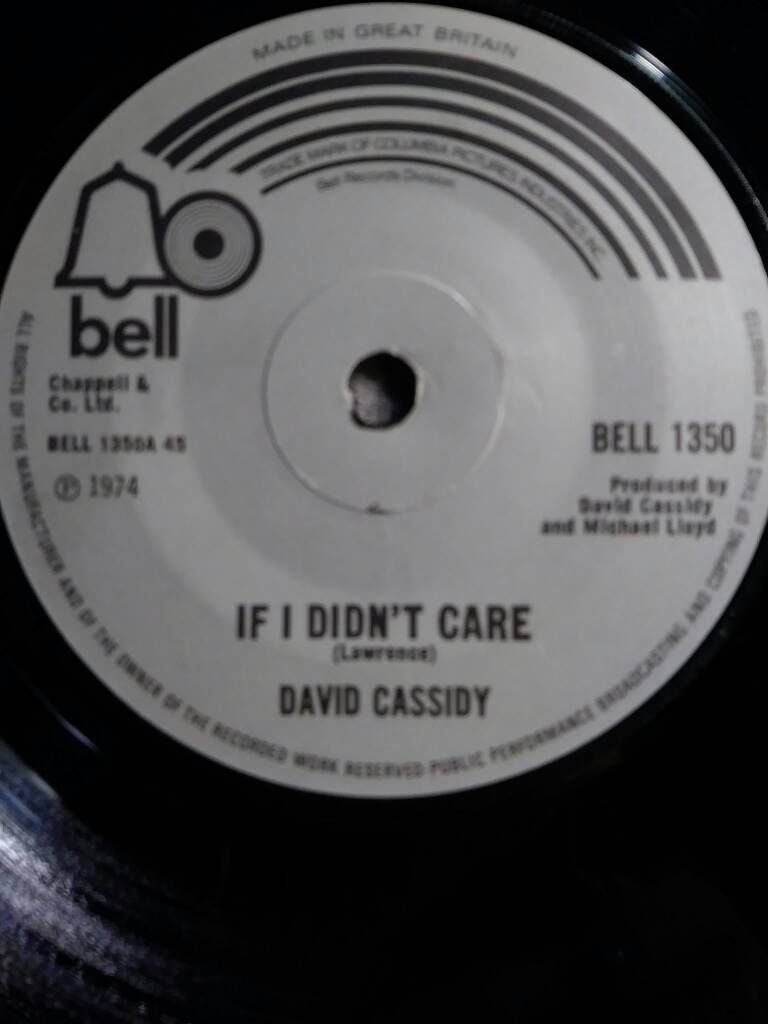 MADE IN GREAT BRITAIN
TRADE MARK OF COLUMBIA PICTURES INDUSTRIES INC.
Bell Records Division
bell
Chappell &
Co. Ltd.
BELL 1350A 45
Ⓟ 1974
BELL 1350
Produced by
David Cassidy
and Michael Lloyd
IF I DIDN'T CARE
(Lawrence)
DAVID CASSIDY
ALL RIGHTS OF THE MANUFACTURER AND OF THE OWNER OF THE RECORDED WORK RESERVED PUBLIC PERFORMANCE BROADCASTING AND COPYING OF THIS RECORD PROHIBITED